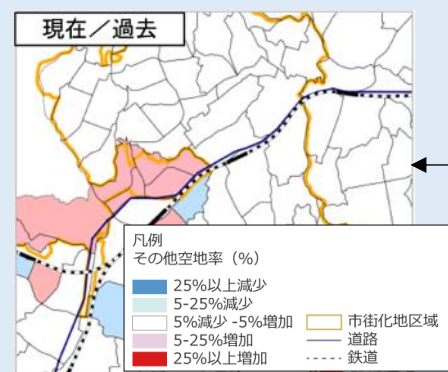 現在／過去
凡例
その他空地率（%）
25%以上減少
5-25%減少
5%減少 -5%増加
5-25%増加
25%以上増加
市街化地区域
道路
鉄道